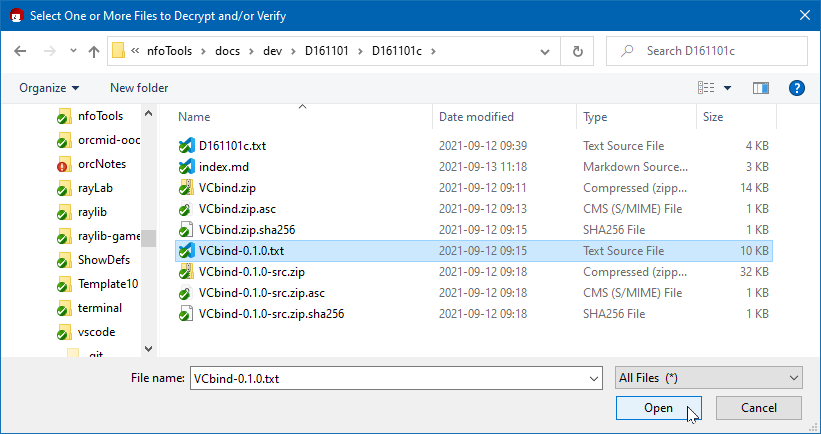 Select One or More Files to Decrypt and/or Verify
« nfoTools › docs › dev › D161101 › D161101c ›
Search D161101c
Organize
New folder
nfoTools
orcmid-ooc
orcNotes
rayLab
raylib
raylib-game
ShowDefs
Template10
terminal
vscode
.git
Name Date modified Type Size
D161101c.txt 2021-09-12 09:39 Text Source File 4 KB
index.md 2021-09-13 11:18 Markdown Source... 3 KB
VCbind.zip 2021-09-12 09:11 Compressed (zipp... 14 KB
VCbind.zip.asc 2021-09-12 09:13 CMS (S/MIME) File 1 KB
VCbind.zip.sha256 2021-09-12 09:15 SHA256 File 1 KB
VCbind-0.1.0.txt 2021-09-12 09:15 Text Source File 10 KB
VCbind-0.1.0-src.zip 2021-09-12 09:18 Compressed (zipp... 32 KB
VCbind-0.1.0-src.zip.asc 2021-09-12 09:18 CMS (S/MIME) File 1 KB
VCbind-0.1.0-src.zip.sha256 2021-09-12 09:18 SHA256 File 1 KB
File name: VCbind-0.1.0.txt
All Files (*)
Open
Cancel